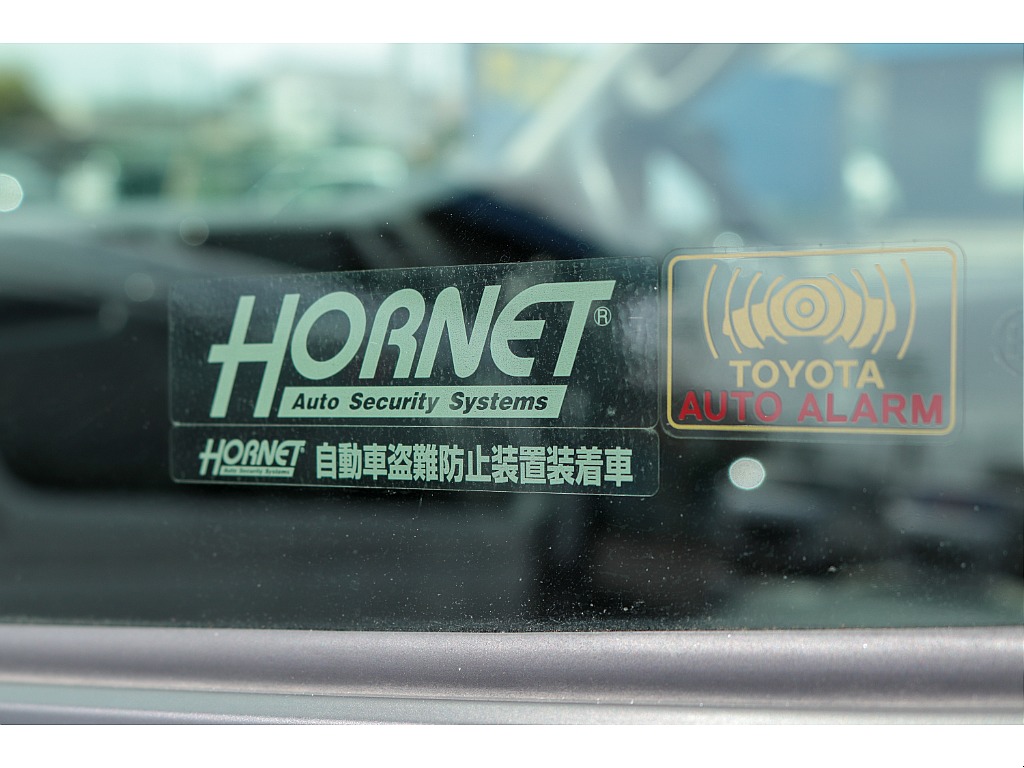 HORNET®
Auto Security Systems
HORNET 自動車盗難防止装置装着車
Auto Security Systems
TOYOTA
AUTO ALARM